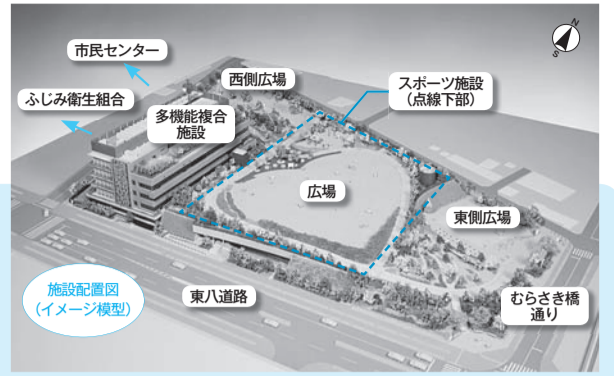 N
S
市民センター
西側広場
スポーツ施設
(点線下部)
ふじみ衛生組合
多機能複合
施設
広場
東側広場
施設配置図
(イメージ模型)
東八道路
むらさき橋
通り